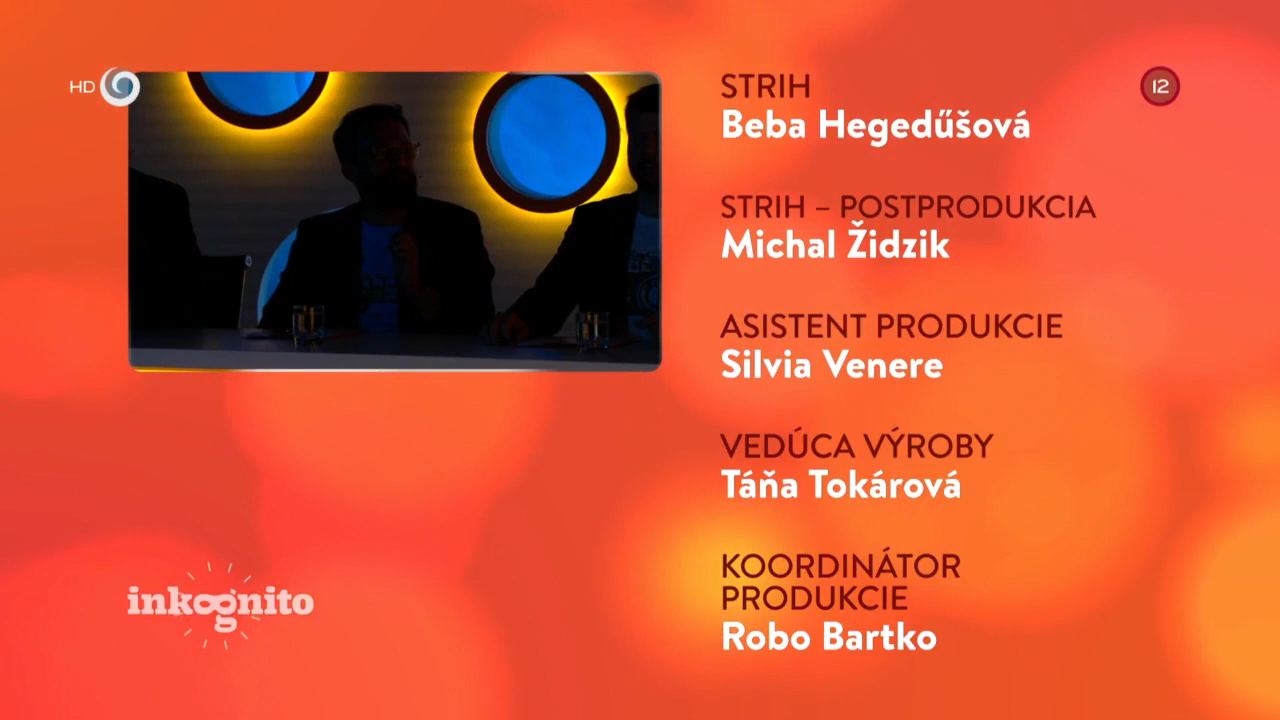 HD
STRIH
Beba Hegedűšová
12
STRIH – POSTPRODUKCIA
Michal Židzik
ASISTENT PRODUKCIE
Silvia Venere
VEDÚCA VÝROBY
Táňa Tokárová
KOORDINÁTOR
PRODUKCIE
Robo Bartko
inkognito